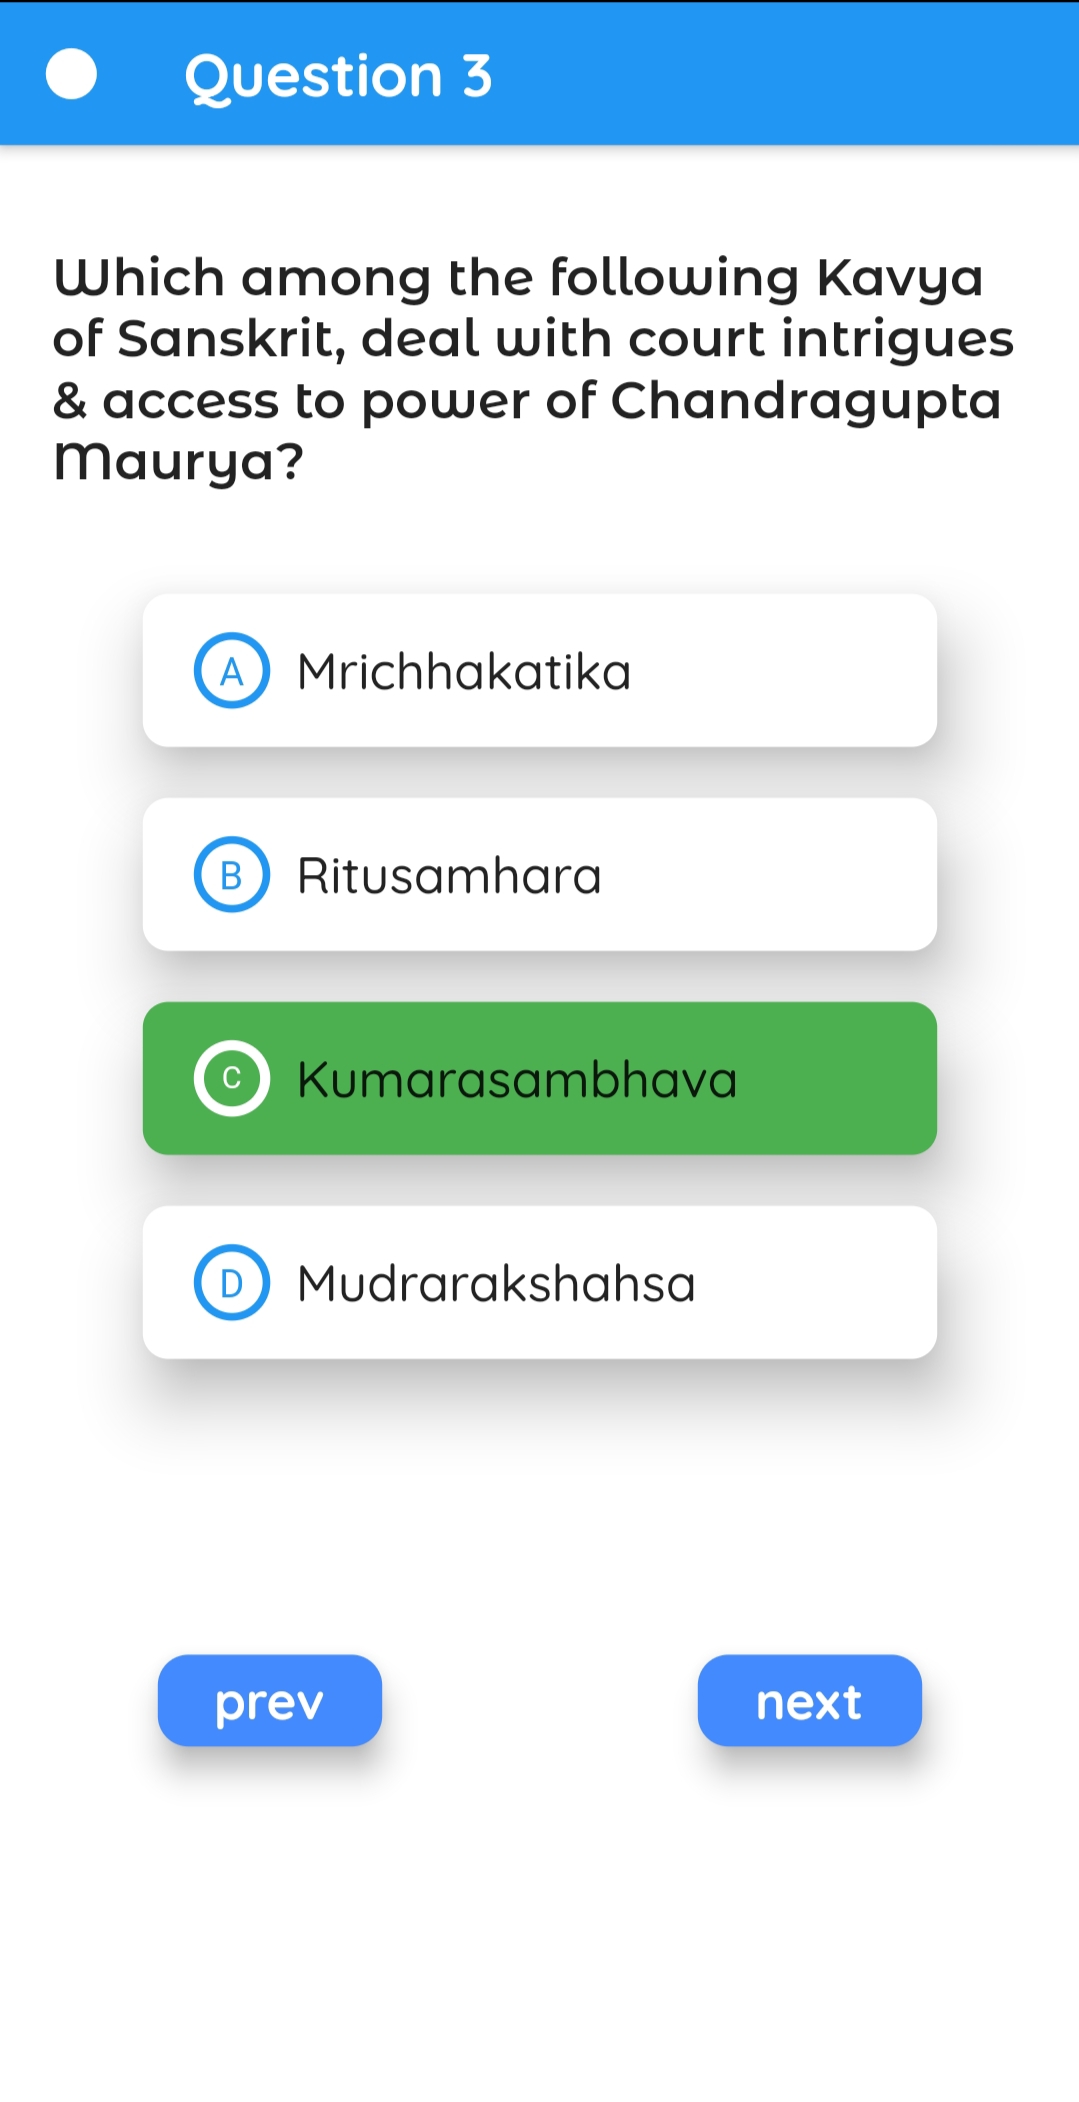 Question 3
Which among the following Kavya
of Sanskrit, deal with court intrigues
& access to power of Chandragupta
Maurya?
A Mrichhakatika
B Ritusamhara
C Kumarasambhava
D Mudrarakshahsa
prev next